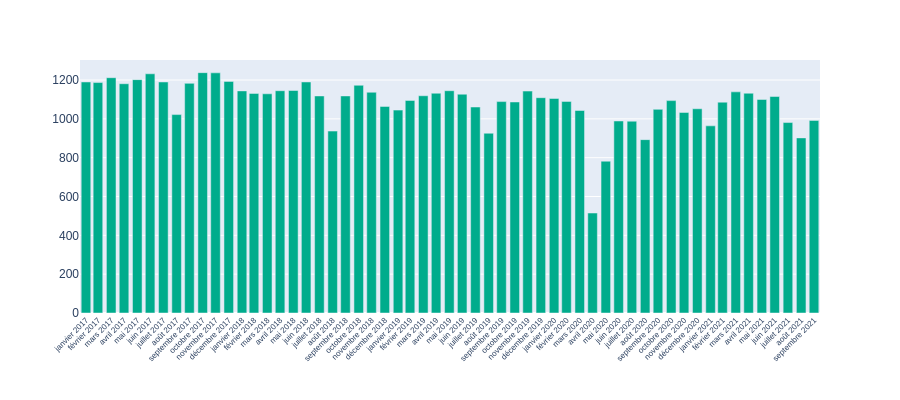 1200
1000
800
600
400
200
0
janvier 2017
février 2017
mars 2017
avril 2017
mai 2017
juin 2017
juillet 2017
août 2017
septembre 2017
octobre 2017
novembre 2017
décembre 2017
janvier 2018
février 2018
mars 2018
avril 2018
mai 2018
juin 2018
juillet 2018
août 2018
septembre 2018
octobre 2018
novembre 2018
décembre 2018
janvier 2019
février 2019
mars 2019
avril 2019
mai 2019
juin 2019
juillet 2019
août 2019
septembre 2019
octobre 2019
novembre 2019
décembre 2019
janvier 2020
février 2020
mars 2020
avril 2020
mai 2020
juin 2020
juillet 2020
août 2020
septembre 2020
octobre 2020
novembre 2020
décembre 2020
janvier 2021
février 2021
mars 2021
avril 2021
mai 2021
juin 2021
juillet 2021
août 2021
septembre 2021